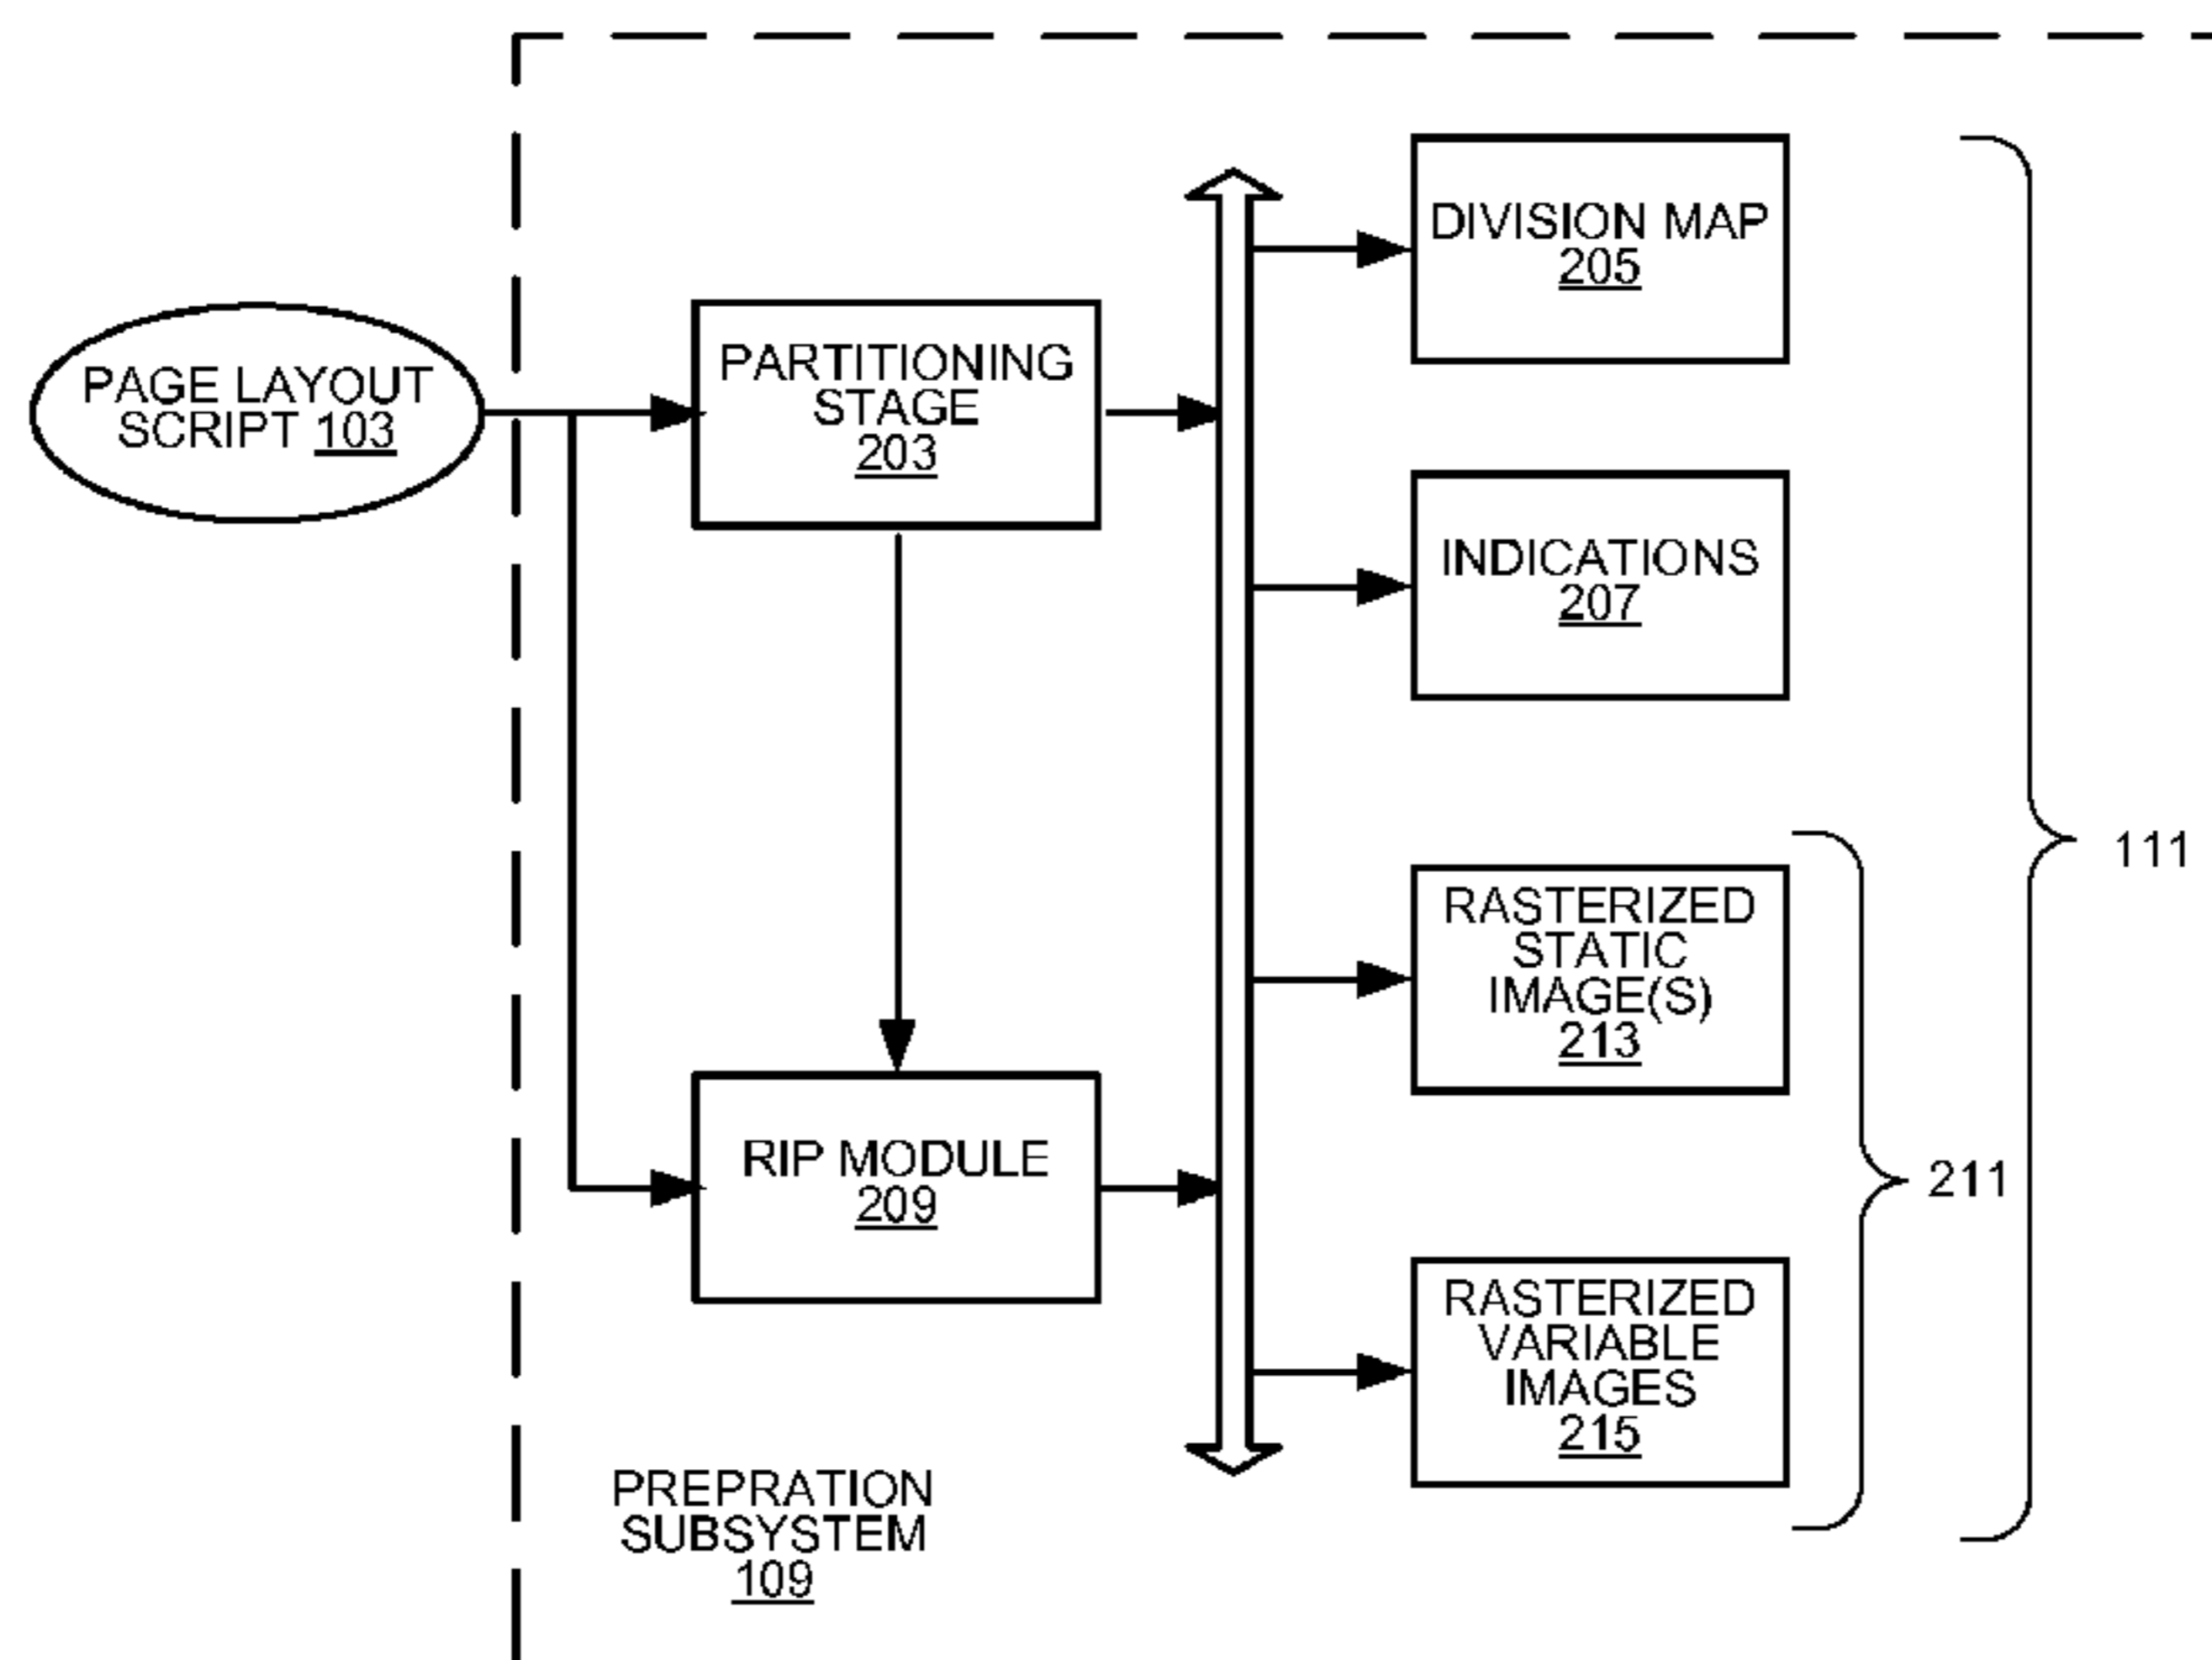 PAGE LAYOUT
SCRIPT 103
PARTITIONING
STAGE
203
RIP MODULE
209
PREPRATION
SUBSYSTEM
109
DIVISION MAP
205
INDICATIONS
207
RASTERIZED
STATIC
IMAGE(S)
213
RASTERIZED
VARIABLE
IMAGES
215
211
111